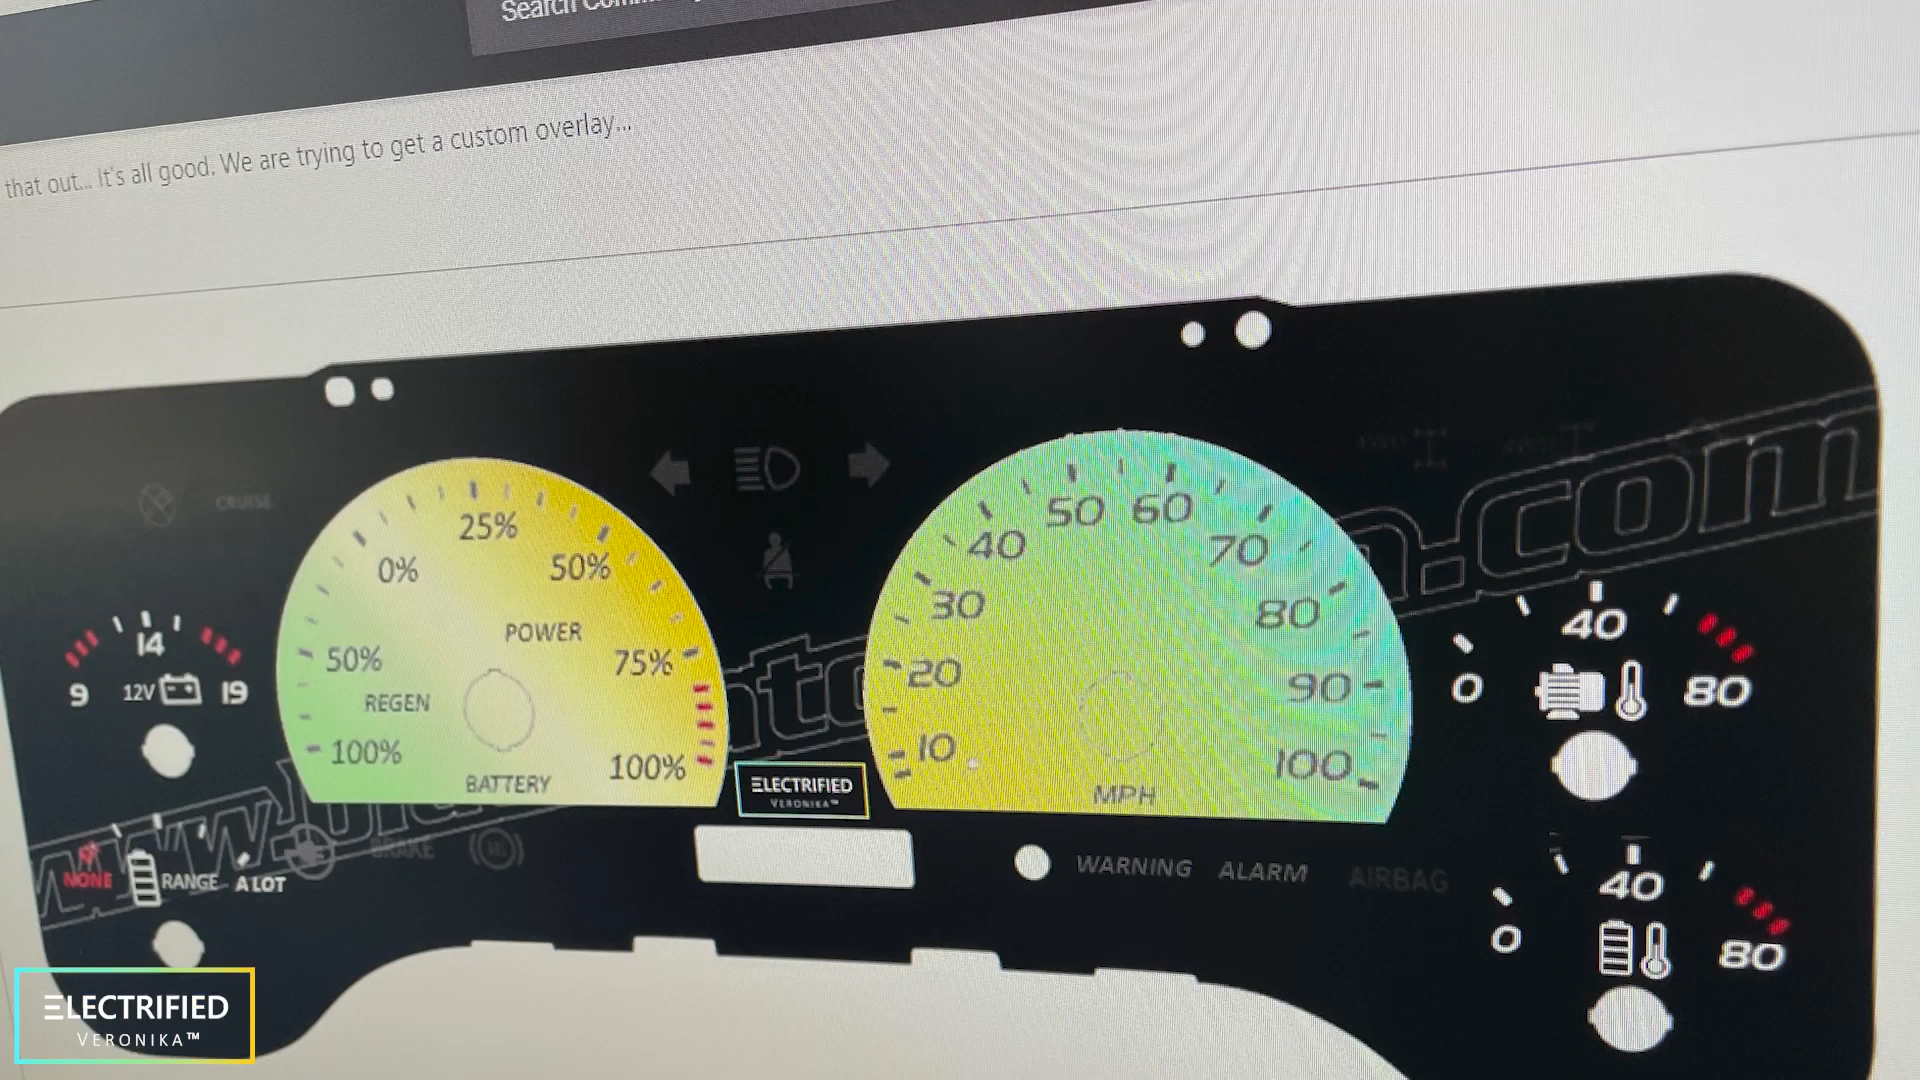 Search
that out... It's all good. We are trying to get a custom overlay...
CRUISE
25%
0%
50%
POWER
50%
75%
REGEN
100%
100%
BATTERY
50 60
40
70
30
80
20
90
10
100
MPH
14
9 12V 19
40
0 80
ELECTRIFIED
VERONIKA™
BRAKE
WARNING ALARM AIRBAG
NONE RANGE A LOT
40
0 80
.com
ELECTRIFIED
VERONIKA™